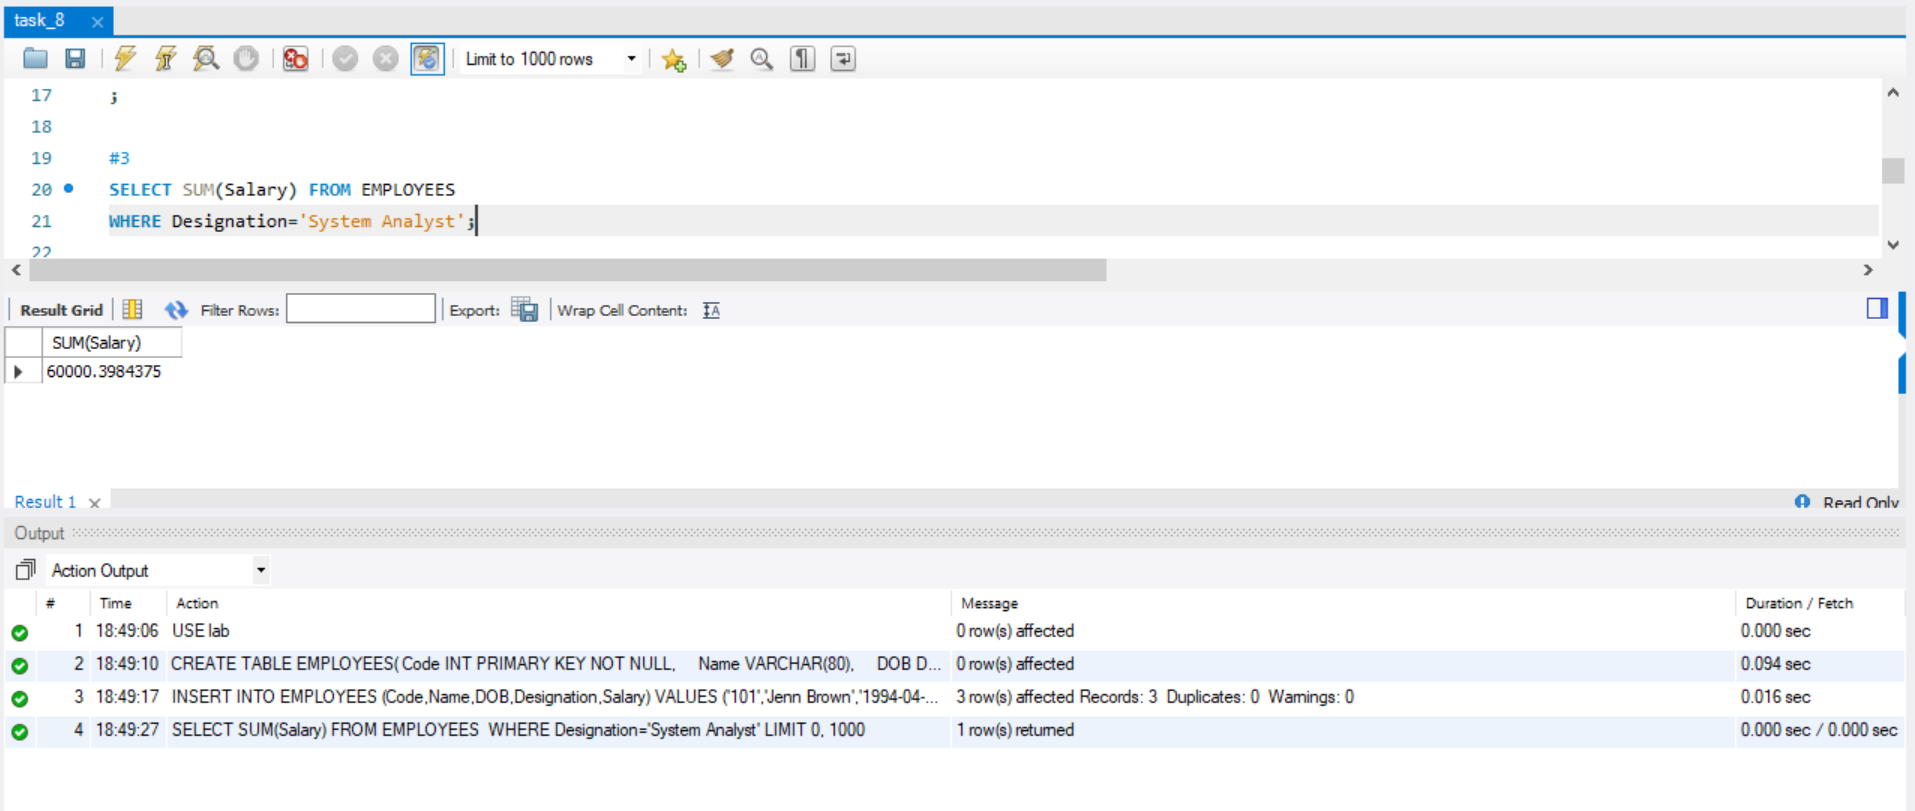 task_8
Limit to 1000 rows
17 ;
18
19 #3
20 SELECT SUM(Salary) FROM EMPLOYEES
21 WHERE Designation='System Analyst';
22
Result Grid Filter Rows: Export: Wrap Cell Content:
SUM(Salary)
60000.3984375
Result 1 Read Only
Output
Action Output
# Time Action Message Duration / Fetch
1 18:49:06 USE lab 0 row(s) affected 0.000 sec
2 18:49:10 CREATE TABLE EMPLOYEES( Code INT PRIMARY KEY NOT NULL, Name VARCHAR(80), DOB D... 0 row(s) affected 0.094 sec
3 18:49:17 INSERT INTO EMPLOYEES (Code,Name,DOB,Designation,Salary) VALUES ('101','Jenn Brown','1994-04-... 3 row(s) affected Records: 3 Duplicates: 0 Warnings: 0 0.016 sec
4 18:49:27 SELECT SUM(Salary) FROM EMPLOYEES WHERE Designation='System Analyst' LIMIT 0, 1000 1 row(s) returned 0.000 sec / 0.000 sec